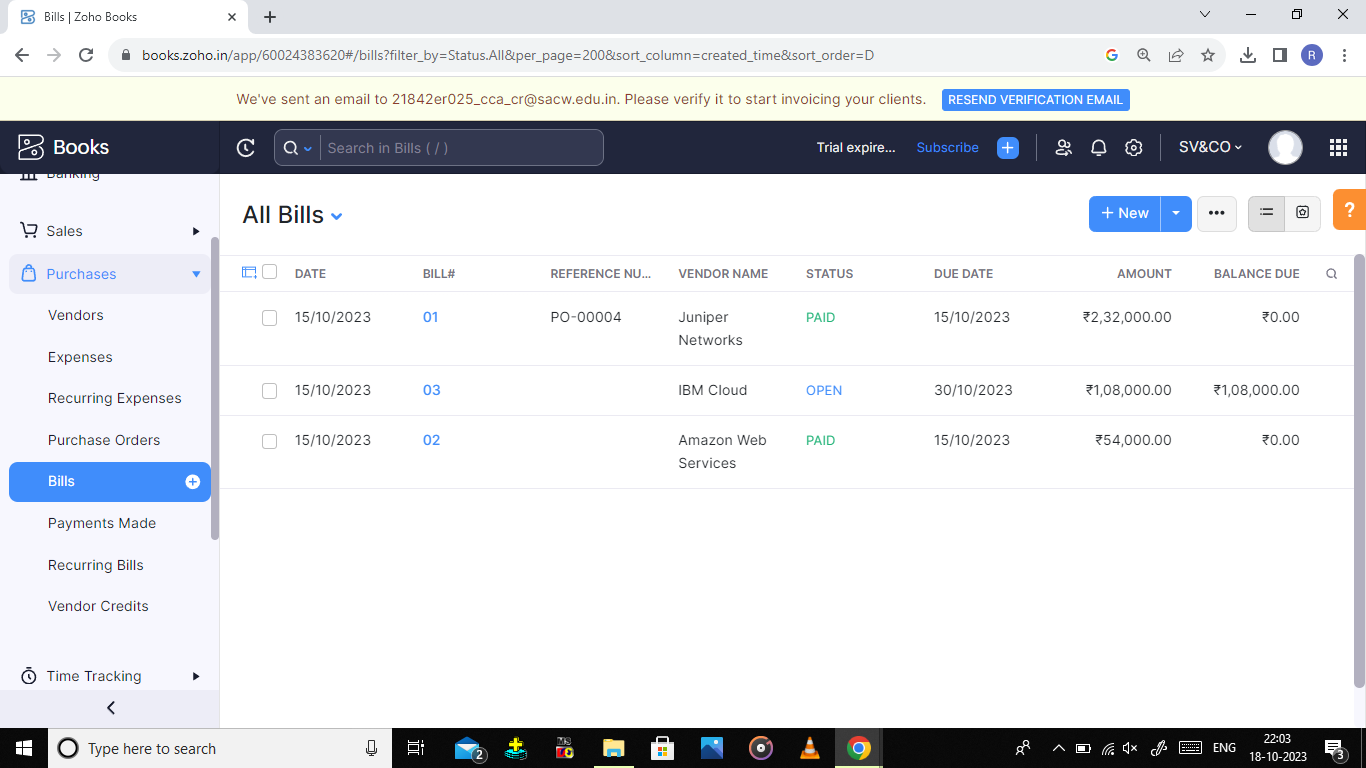 Bills | Zoho Books
books.zoho.in/app/60024383620#/bills?filter_by=Status.All&per_page=200&sort_column=created_time&sort_order=D
R
We've sent an email to 21842er025_cca_cr@sacw.edu.in. Please verify it to start invoicing your clients. RESEND VERIFICATION EMAIL
Books
Search in Bills ( / )
Trial expire... Subscribe
SV&CO
Banking
Sales
Purchases
Vendors
Expenses
Recurring Expenses
Purchase Orders
Bills
Payments Made
Recurring Bills
Vendor Credits
Time Tracking
All Bills
+ New
?
DATE BILL# REFERENCE NU... VENDOR NAME STATUS DUE DATE AMOUNT BALANCE DUE
15/10/2023 01 PO-00004 Juniper PAID 15/10/2023 ₹2,32,000.00 ₹0.00
Networks
15/10/2023 03 IBM Cloud OPEN 30/10/2023 ₹1,08,000.00 ₹1,08,000.00
15/10/2023 02 Amazon Web PAID 15/10/2023 ₹54,000.00 ₹0.00
Services
Type here to search
2
ENG
22:03
18-10-2023
3